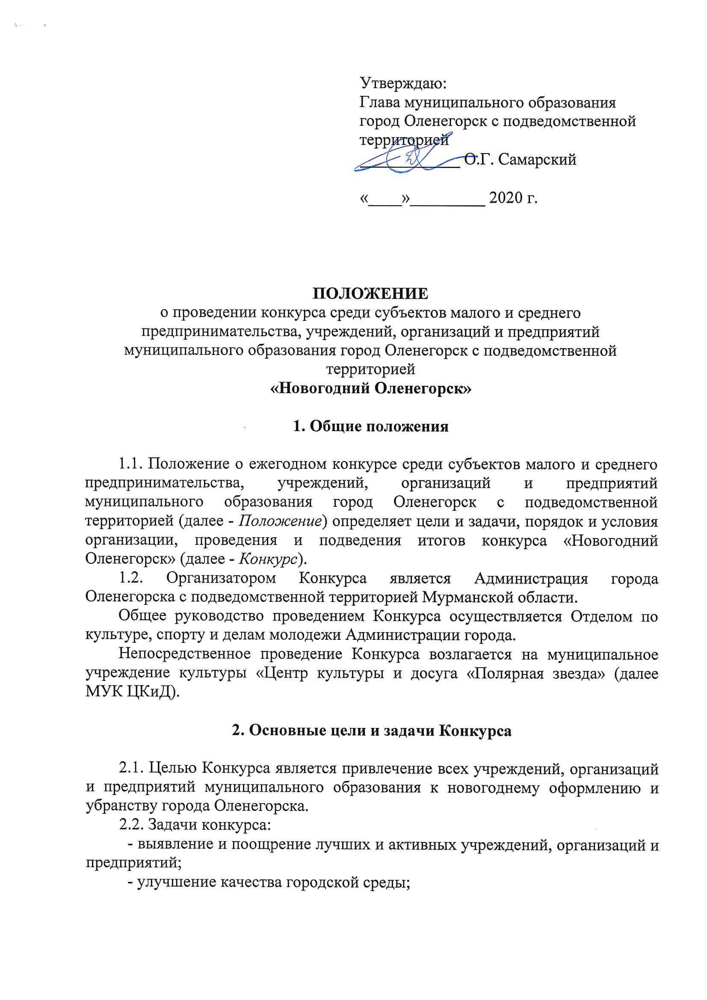 Утверждаю:
Глава муниципального образования
город Оленегорск с подведомственной
территорией
____________ О.Г. Самарский
«____»_________ 2020 г.
ПОЛОЖЕНИЕ
о проведении конкурса среди субъектов малого и среднего
предпринимательства, учреждений, организаций и предприятий
муниципального образования город Оленегорск с подведомственной
территорией
«Новогодний Оленегорск»
1. Общие положения
1.1. Положение о ежегодном конкурсе среди субъектов малого и среднего
предпринимательства, учреждений, организаций и предприятий
муниципального образования город Оленегорск с подведомственной
территорией (далее - Положение) определяет цели и задачи, порядок и условия
организации, проведения и подведения итогов конкурса «Новогодний
Оленегорск» (далее - Конкурс).
1.2. Организатором Конкурса является Администрация города
Оленегорска с подведомственной территорией Мурманской области.
Общее руководство проведением Конкурса осуществляется Отделом по
культуре, спорту и делам молодежи Администрации города.
Непосредственное проведение Конкурса возлагается на муниципальное
учреждение культуры «Центр культуры и досуга «Полярная звезда» (далее
МУК ЦКиД).
2. Основные цели и задачи Конкурса
2.1. Целью Конкурса является привлечение всех учреждений, организаций
и предприятий муниципального образования к новогоднему оформлению и
убранству города Оленегорска.
2.2. Задачи конкурса:
- выявление и поощрение лучших и активных учреждений, организаций и
предприятий;
- улучшение качества городской среды;